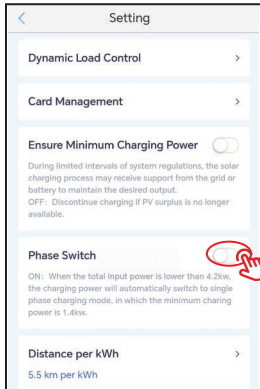 Setting
Dynamic Load Control
Card Management
Ensure Minimum Charging Power
During limited intervals of system regulations, the solar
charging process may receive support from the grid or
battery to maintain the desired output.
OFF: Discontinue charging if PV surplus is no longer
available.
Phase Switch
ON: When the total input power is lower than 4.2kw,
the charging power will automatically switch to single
phase charging mode, in which the minimum charing
power is 1.4kw.
Distance per kWh
5.5 km per kWh